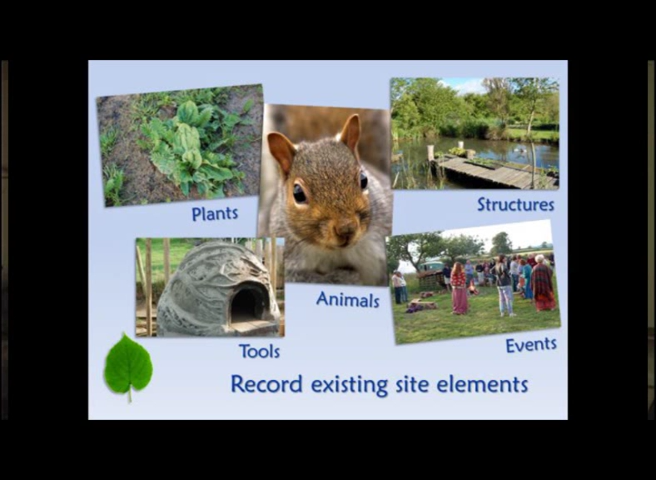 Plants
Structures
Animals
Tools
Events
Record existing site elements